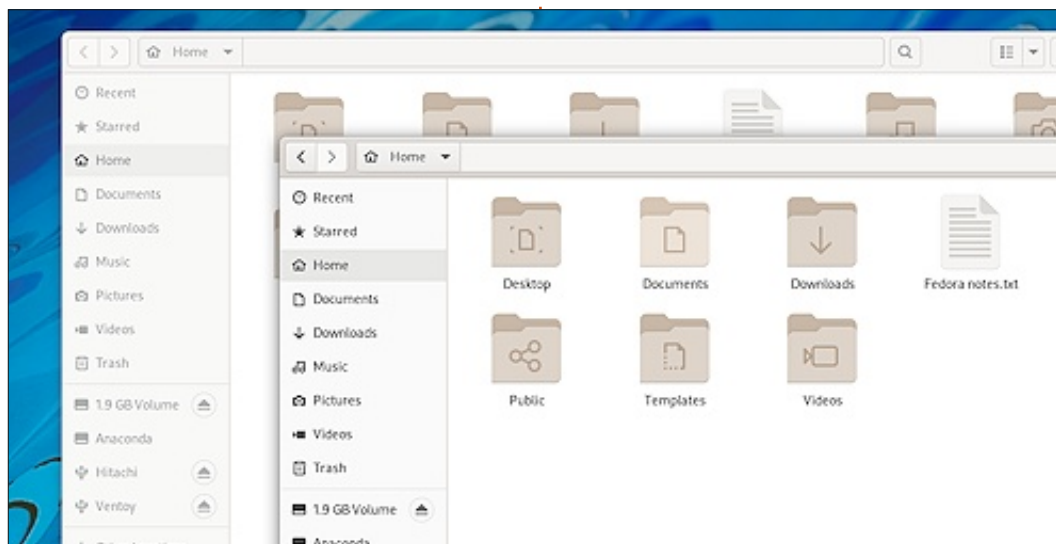 Home
Recent
Starred
Home
Documents
Downloads
Music
Pictures
Videos
Trash
1.9 GB Volume
Anaconda
Hitachi
Ventoy
Home
Recent
Starred
Home
Documents
Downloads
Music
Pictures
Videos
Trash
1.9 GB Volume
Anaconda
Desktop
Documents
Downloads
Fedora notes.txt
Public
Templates
Videos